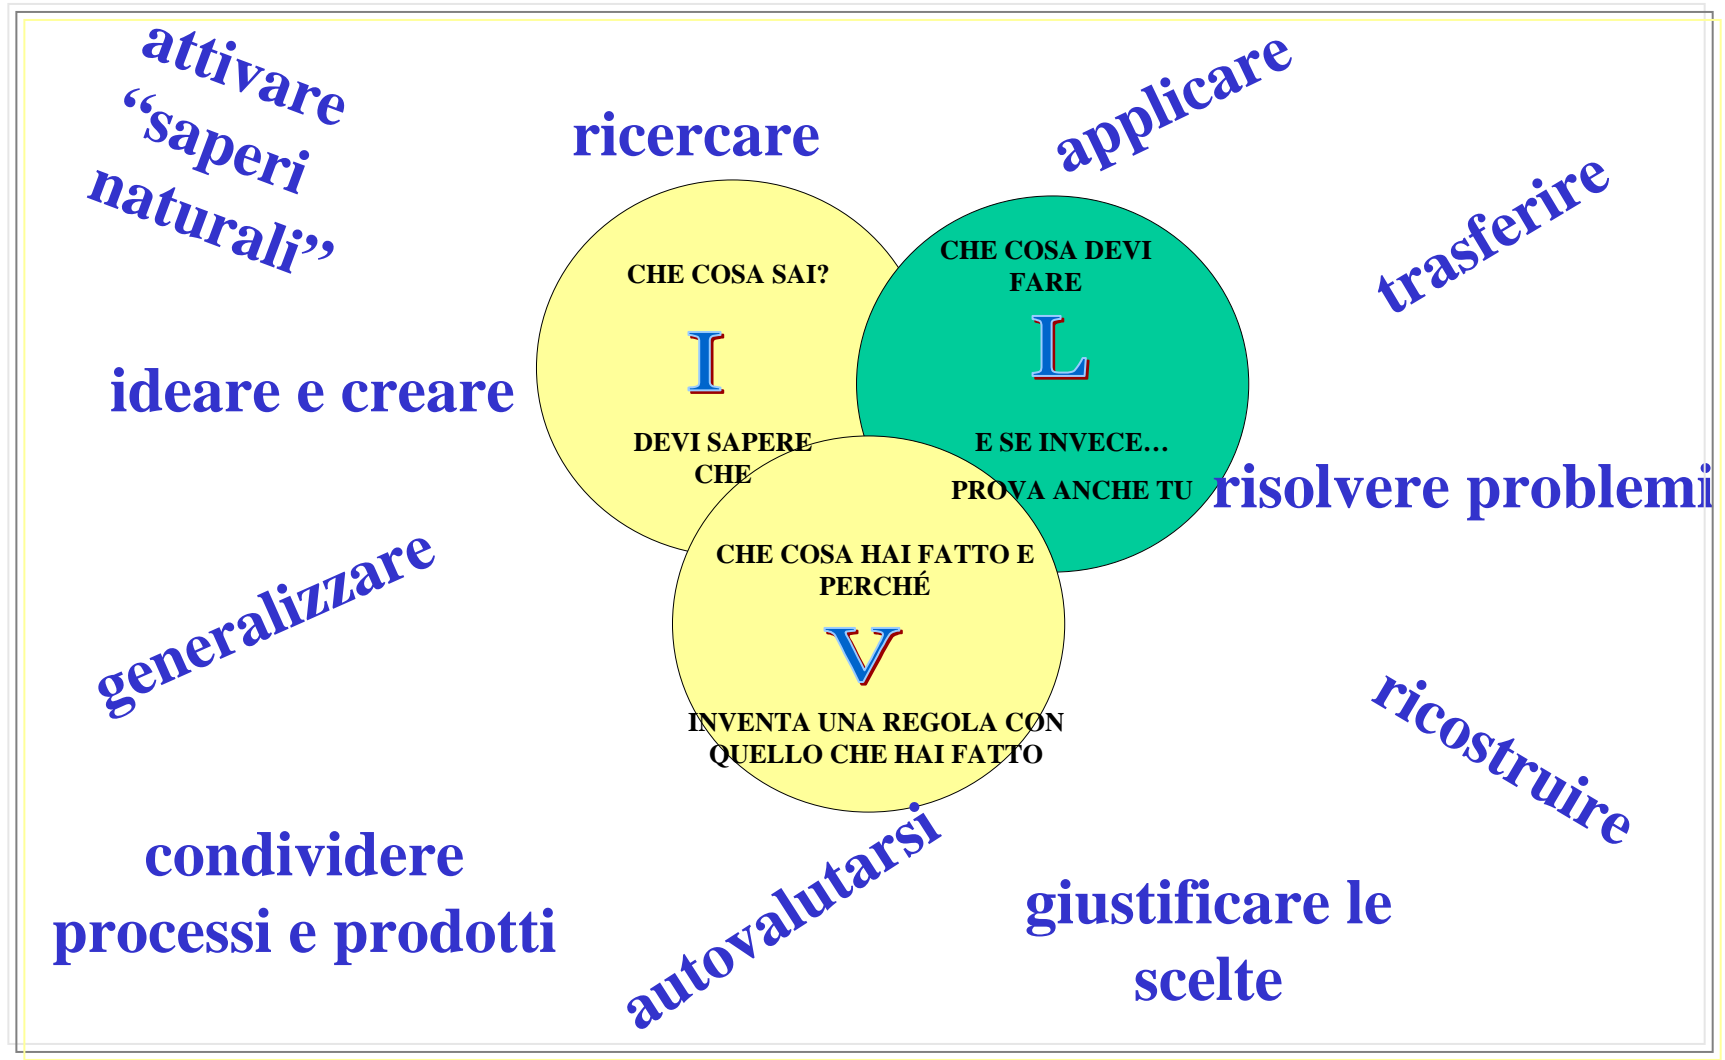 attivare
“saperi
naturali”
ricercare
applicare
trasferire
CHE COSA SAI?
I
DEVI SAPERE
CHE
CHE COSA DEVI
FARE
L
E SE INVECE…
PROVA ANCHE TU
ideare e creare
risolvere problemi
generalizzare
CHE COSA HAI FATTO E
PERCHÉ
V
INVENTA UNA REGOLA CON
QUELLO CHE HAI FATTO
ricostruire
condividere
processi e prodotti
autovalutarsi
giustificare le
scelte